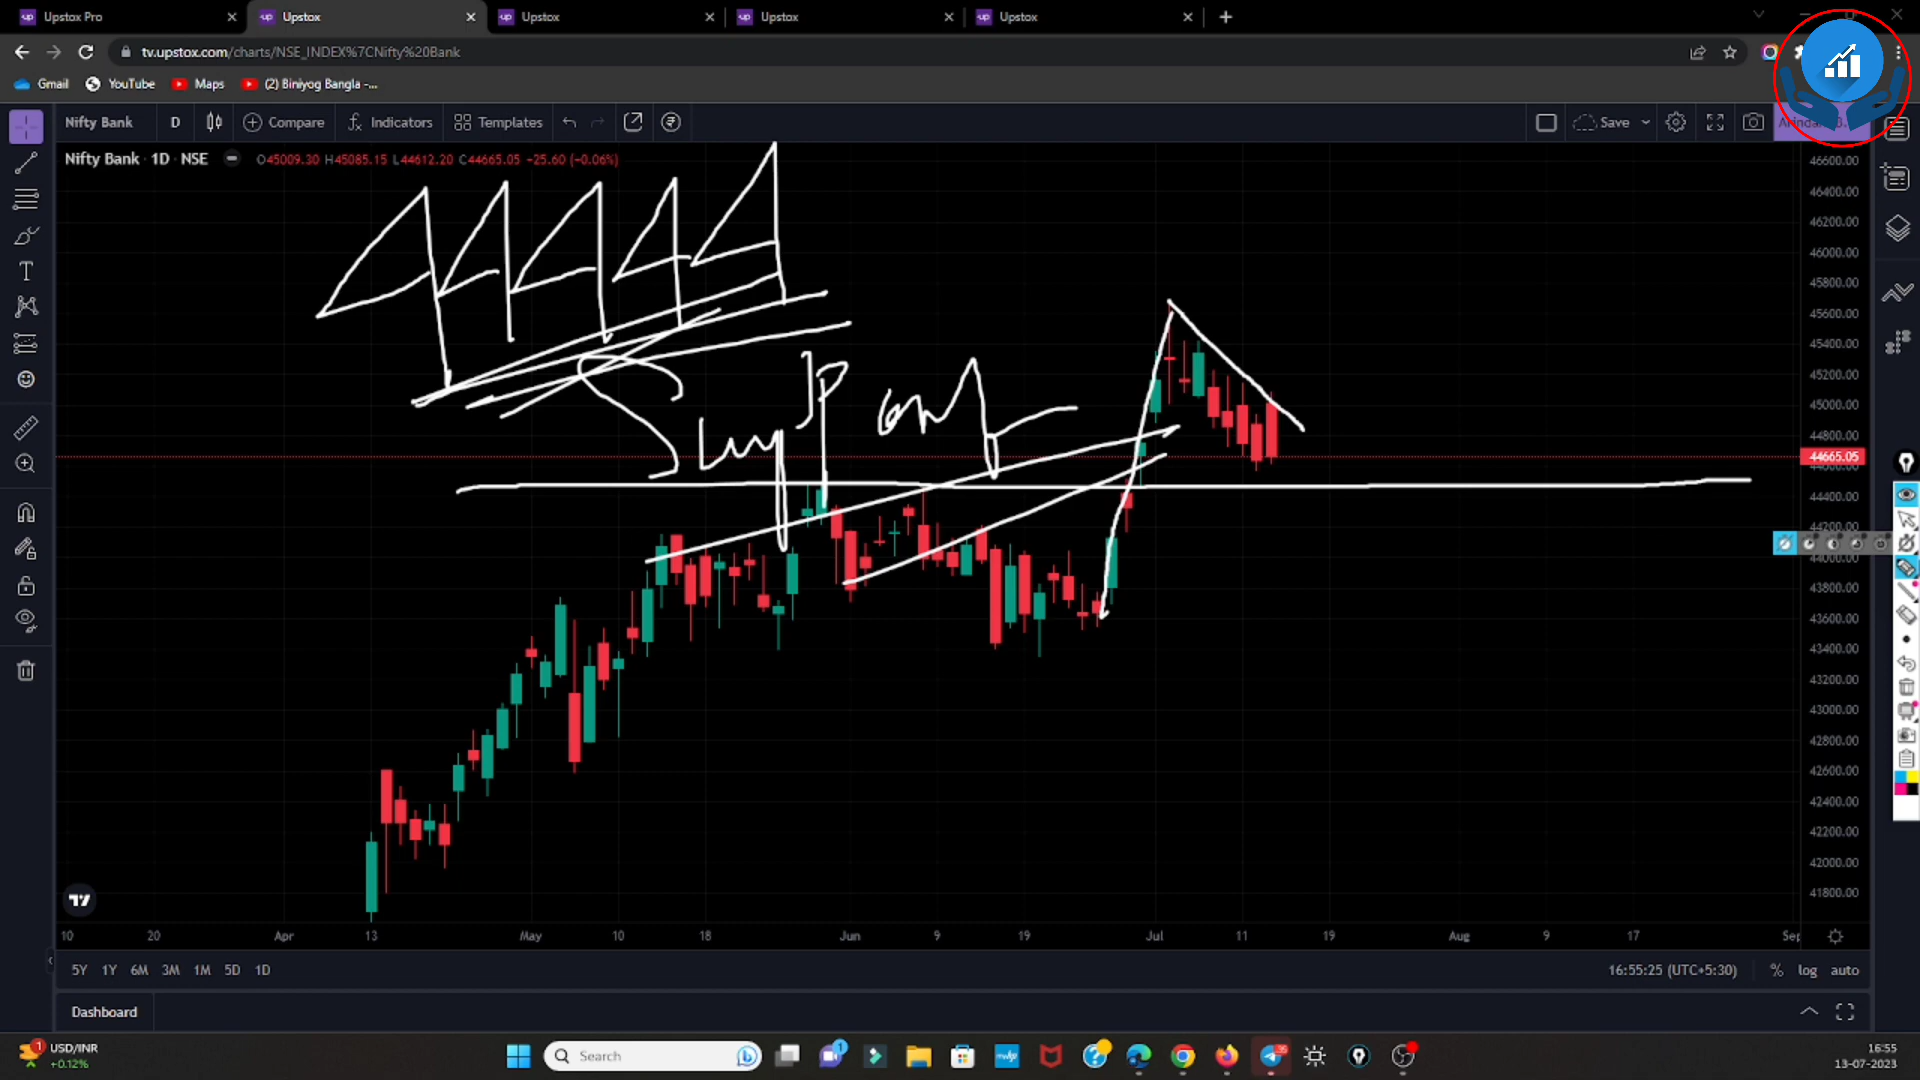 Upstox Pro
Upstox
Upstox
Upstox
Upstox
tv.upstox.com/charts/NSE_INDEX%7CNifty%20Bank
Gmail
YouTube
Maps
(2) Biniyog Bangla -...
Nifty Bank
D
Compare
Indicators
Templates
Save
Nifty Bank · 1D · NSE
O45009.30 H45085.15 L44612.20 C44665.05 -25.60 (-0.06%)
46600.00
46400.00
46200.00
46000.00
45800.00
45600.00
45400.00
45200.00
45000.00
44800.00
44665.05
44400.00
44200.00
44000.00
43800.00
43600.00
43400.00
43200.00
43000.00
42800.00
42600.00
42400.00
42200.00
42000.00
41800.00
10 20 Apr 13 May 10 18 Jun 9 19 Jul 11 19 Aug 9 17 Sep
5Y 1Y 6M 3M 1M 5D 1D
16:55:25 (UTC+5:30)
% log auto
Dashboard
USD/INR
+0.12%
Search
16:55
13-07-2023